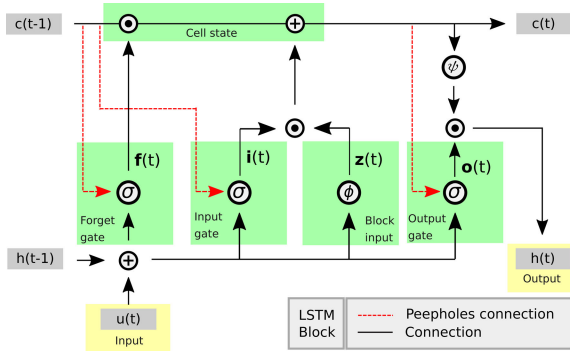 c(t-1)
c(t)
Cell state
ψ
f(t)
i(t)
z(t)
o(t)
σ
σ
ϕ
σ
Forget
gate
Input
gate
Block
input
Output
gate
h(t-1)
h(t)
Output
u(t)
Input
LSTM
Block
Peepholes connection
Connection